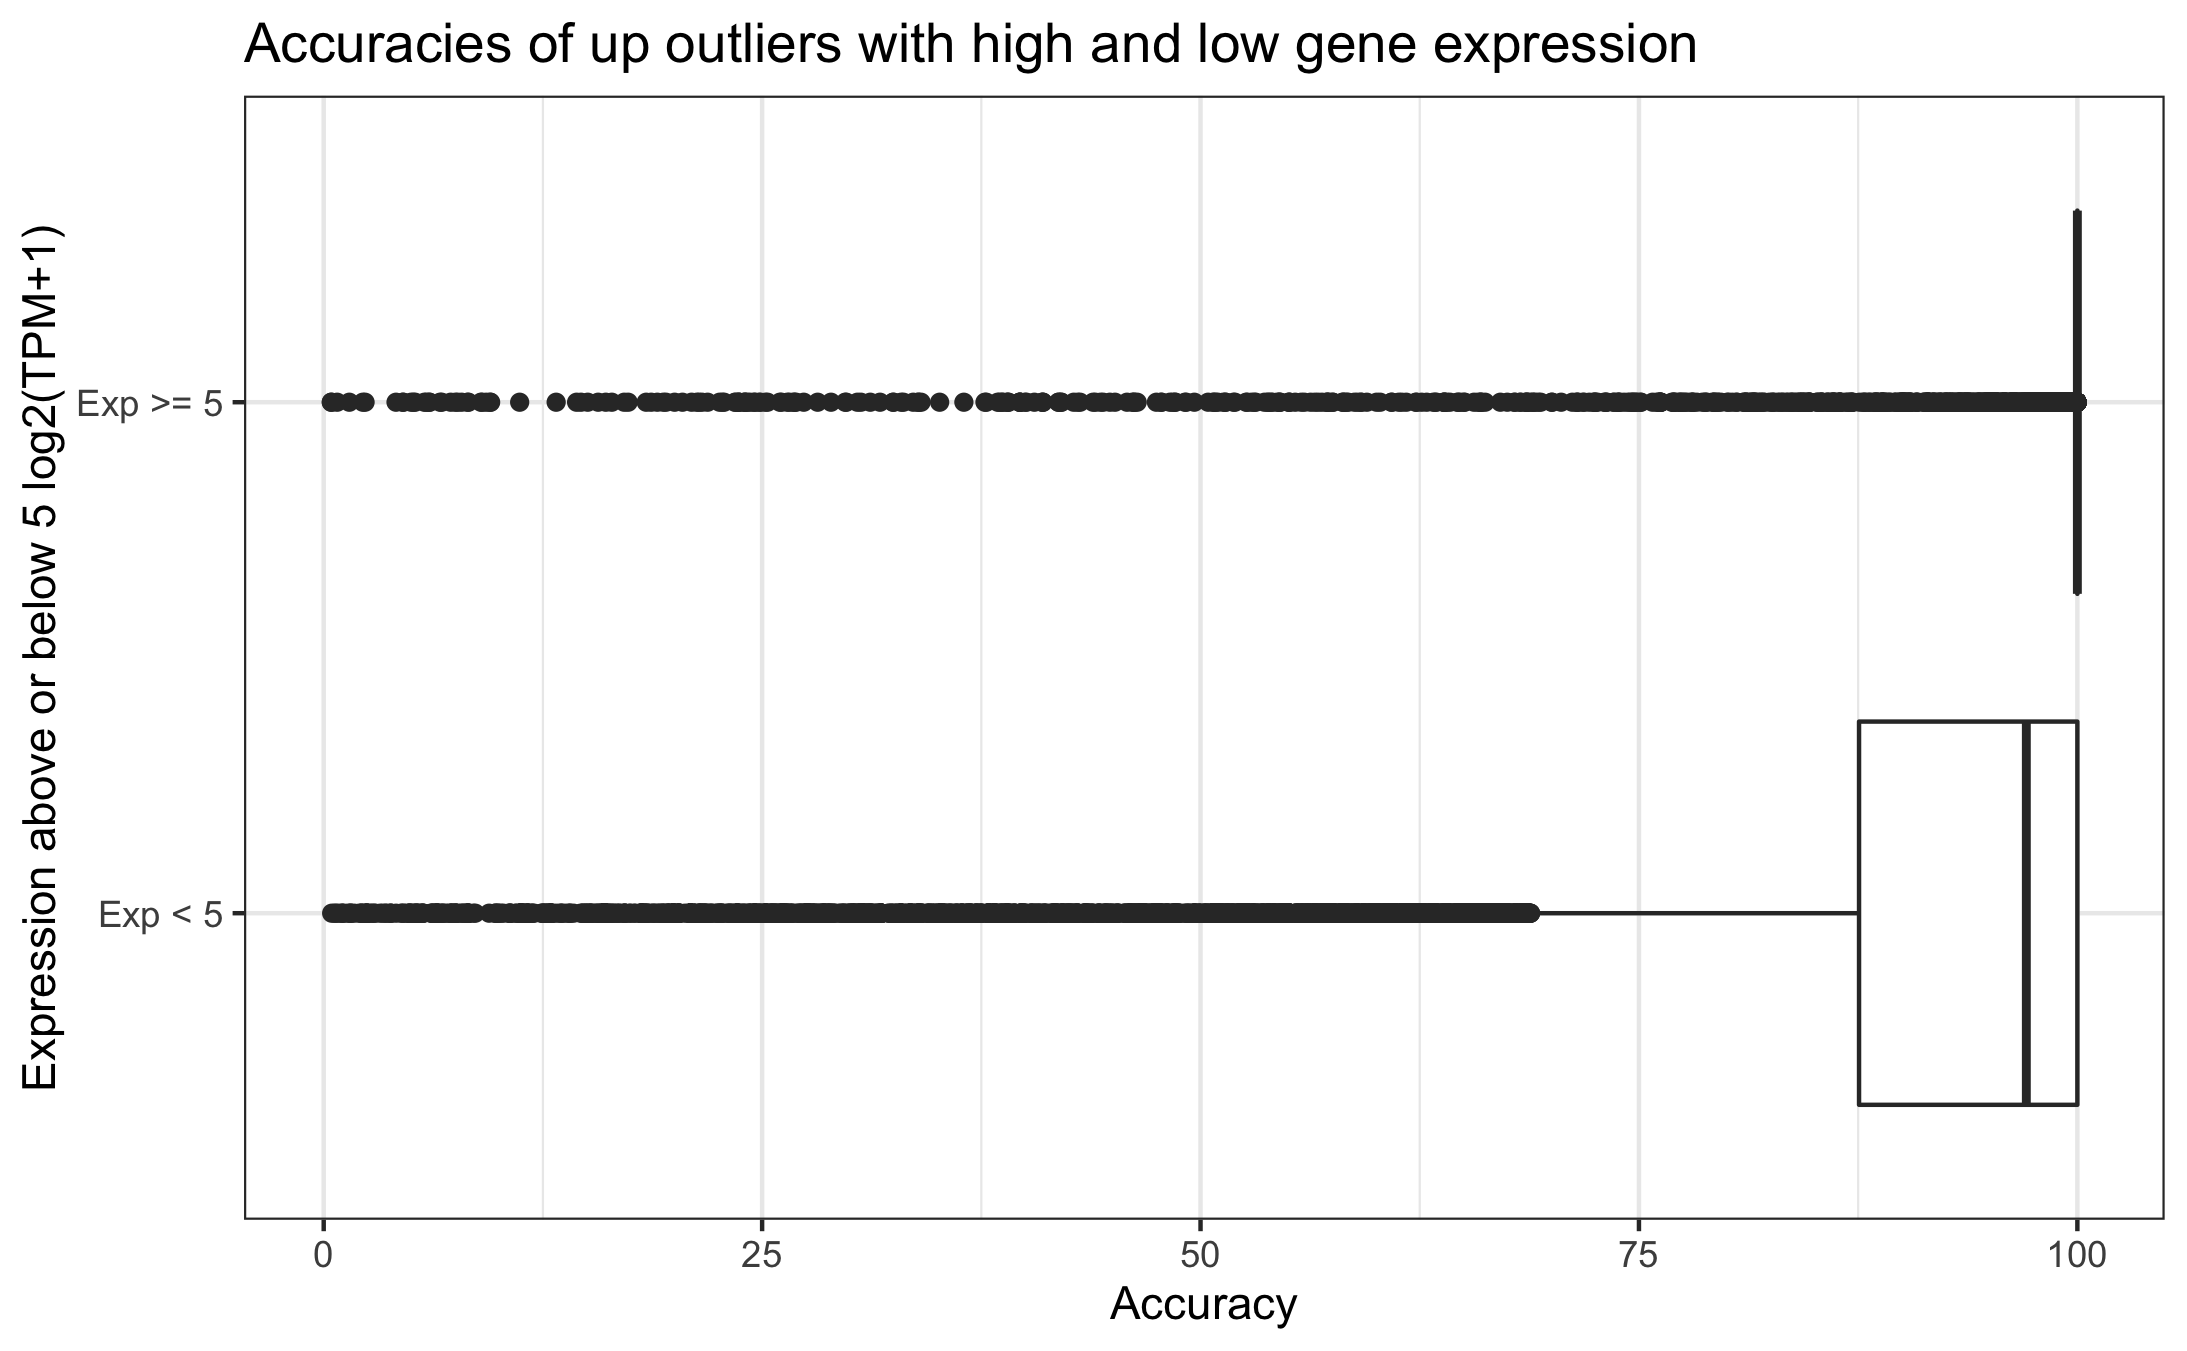 Accuracies of up outliers with high and low gene expression
Expression above or below 5 log2(TPM+1)
Exp >= 5
Exp < 5
0 25 50 75 100
Accuracy